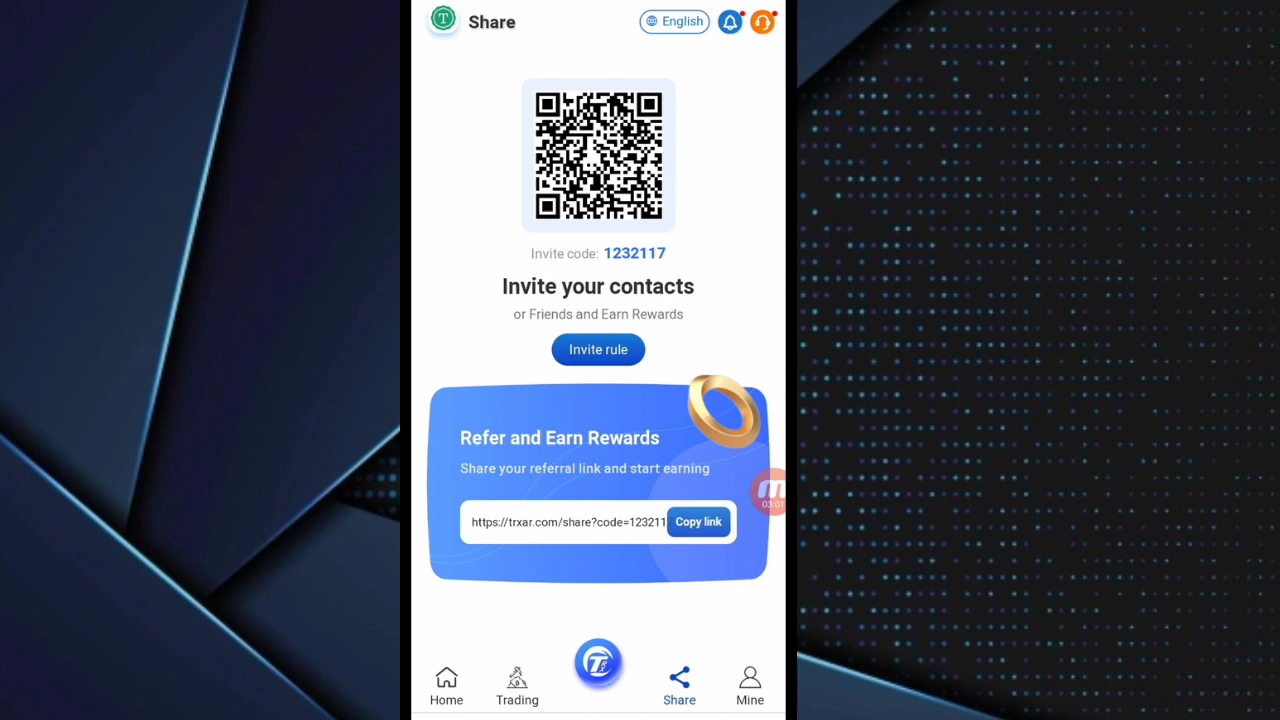 T
Share
English
Invite code: 1232117
Invite your contacts
or Friends and Earn Rewards
Invite rule
Refer and Earn Rewards
Share your referral link and start earning
https://trxar.com/share?code=123211
Copy link
03:01
Home
Trading
Share
Mine